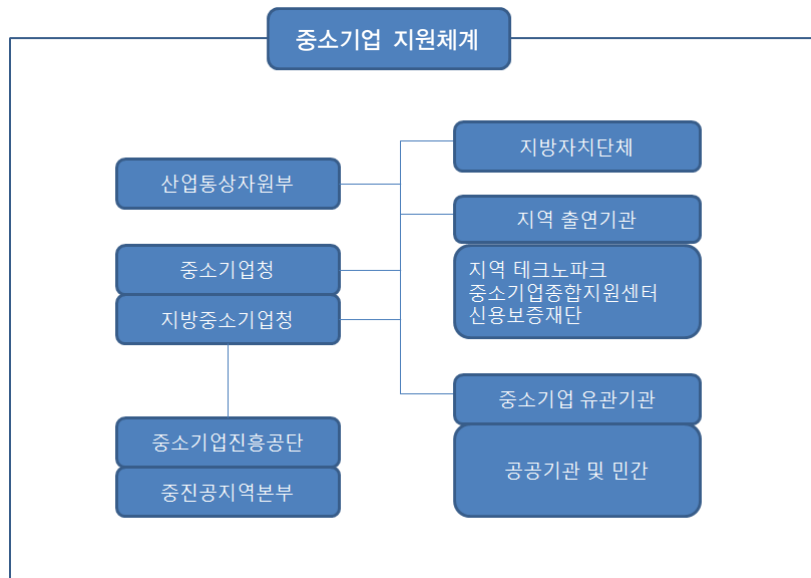 중소기업 지원체계
산업통상자원부
중소기업청
지방중소기업청
중소기업진흥공단
중진공지역본부
지방자치단체
지역 출연기관
지역 테크노파크
중소기업종합지원센터
신용보증재단
중소기업 유관기관
공공기관 및 민간